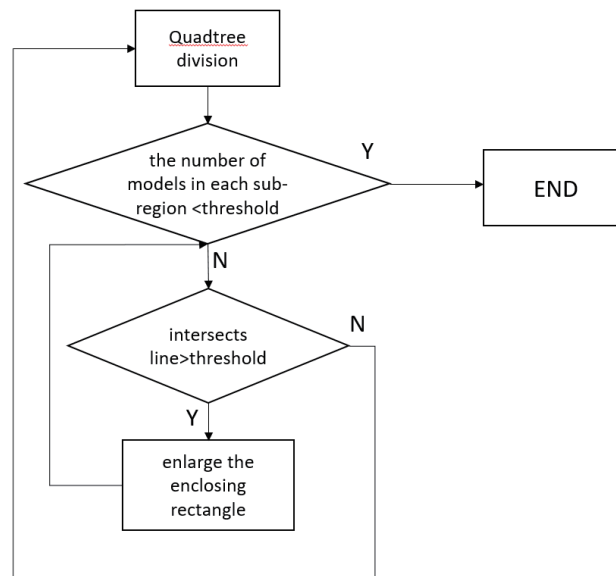 Quadtree
division
the number of
models in each sub-
region <threshold
Y
END
N
intersects
line>threshold
N
Y
enlarge the
enclosing
rectangle